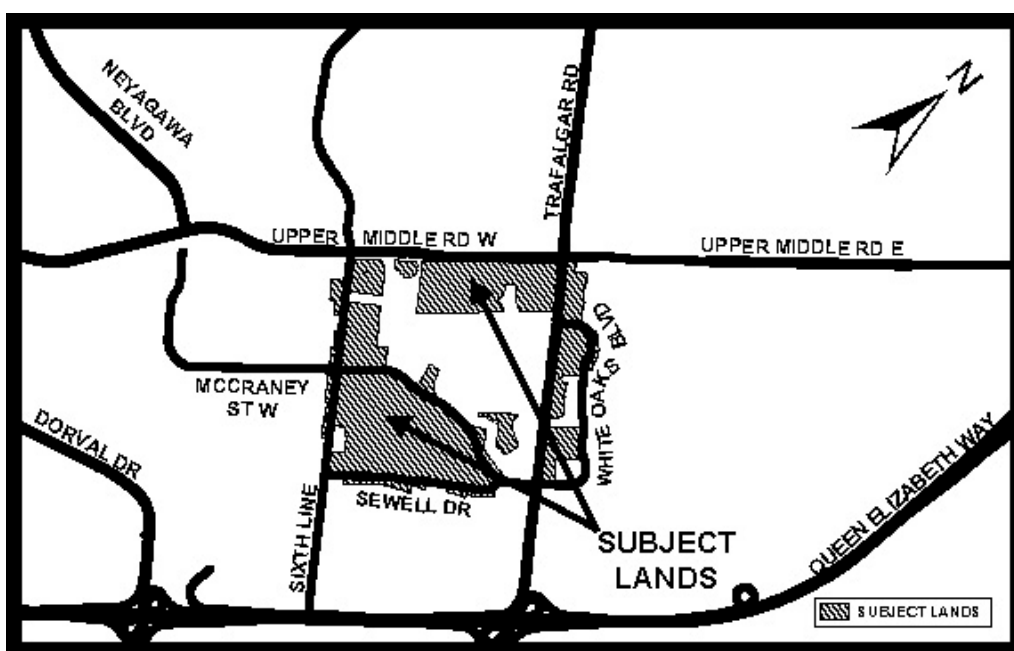 NEYAGAWA
BLVD
N
TRAFALGAR RD
UPPER MIDDLE RD W
UPPER MIDDLE RD E
WHITE OAKS BLVD
MCCRANEY
ST W
DORVAL DR
SIXTH LINE
SEWELL DR
QUEEN ELIZABETH WAY
SUBJECT
LANDS
SUBJECT LANDS